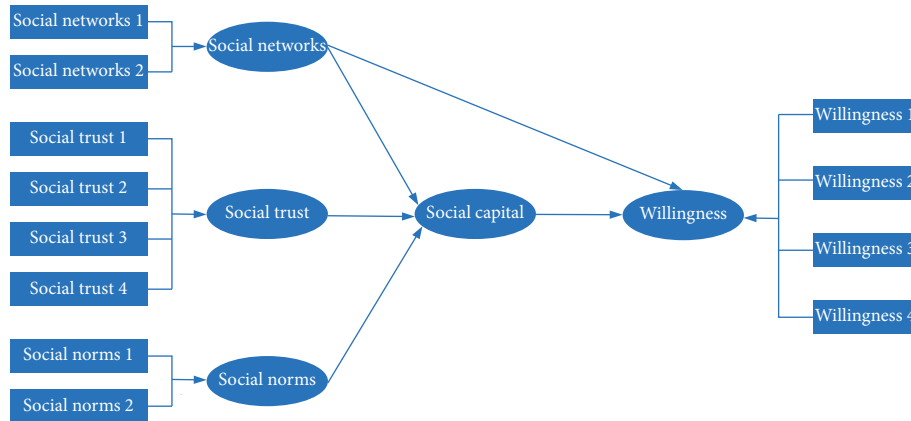 Social networks 1
Social networks 2
Social networks
Social trust 1
Social trust 2
Social trust 3
Social trust 4
Social trust
Social norms 1
Social norms 2
Social norms
Social capital
Willingness
Willingness 1
Willingness 2
Willingness 3
Willingness 4